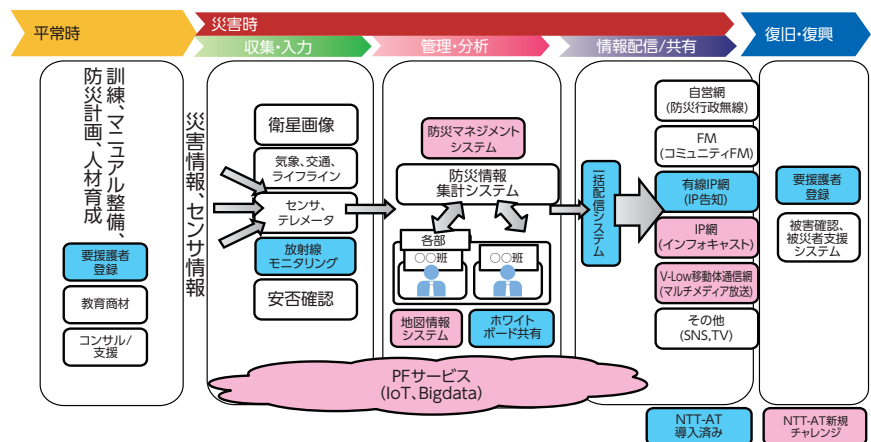 平常時
災害時
収集・入力
管理・分析
情報配信/共有
復旧・復興
訓練、マニュアル整備、
防災計画、人材育成
要援護者
登録
教育商材
コンサル/
支援
災害情報、センサ情報
衛星画像
気象、交通、
ライフライン
センサ、
テレメータ
放射線
モニタリング
安否確認
防災マネジメント
システム
防災情報
集計システム
各部
○○班
○○班
地図情報
システム
ホワイト
ボード共有
一括配信システム
自営網
(防災行政無線)
FM
(コミュニティFM)
有線IP網
(IP告知)
IP網
(インフォキャスト)
V-Low移動体通信網
(マルチメディア放送)
その他
(SNS,TV)
要援護者
登録
被害確認、
被災者支援
システム
PFサービス
(IoT、Bigdata)
NTT-AT
導入済み
NTT-AT新規
チャレンジ